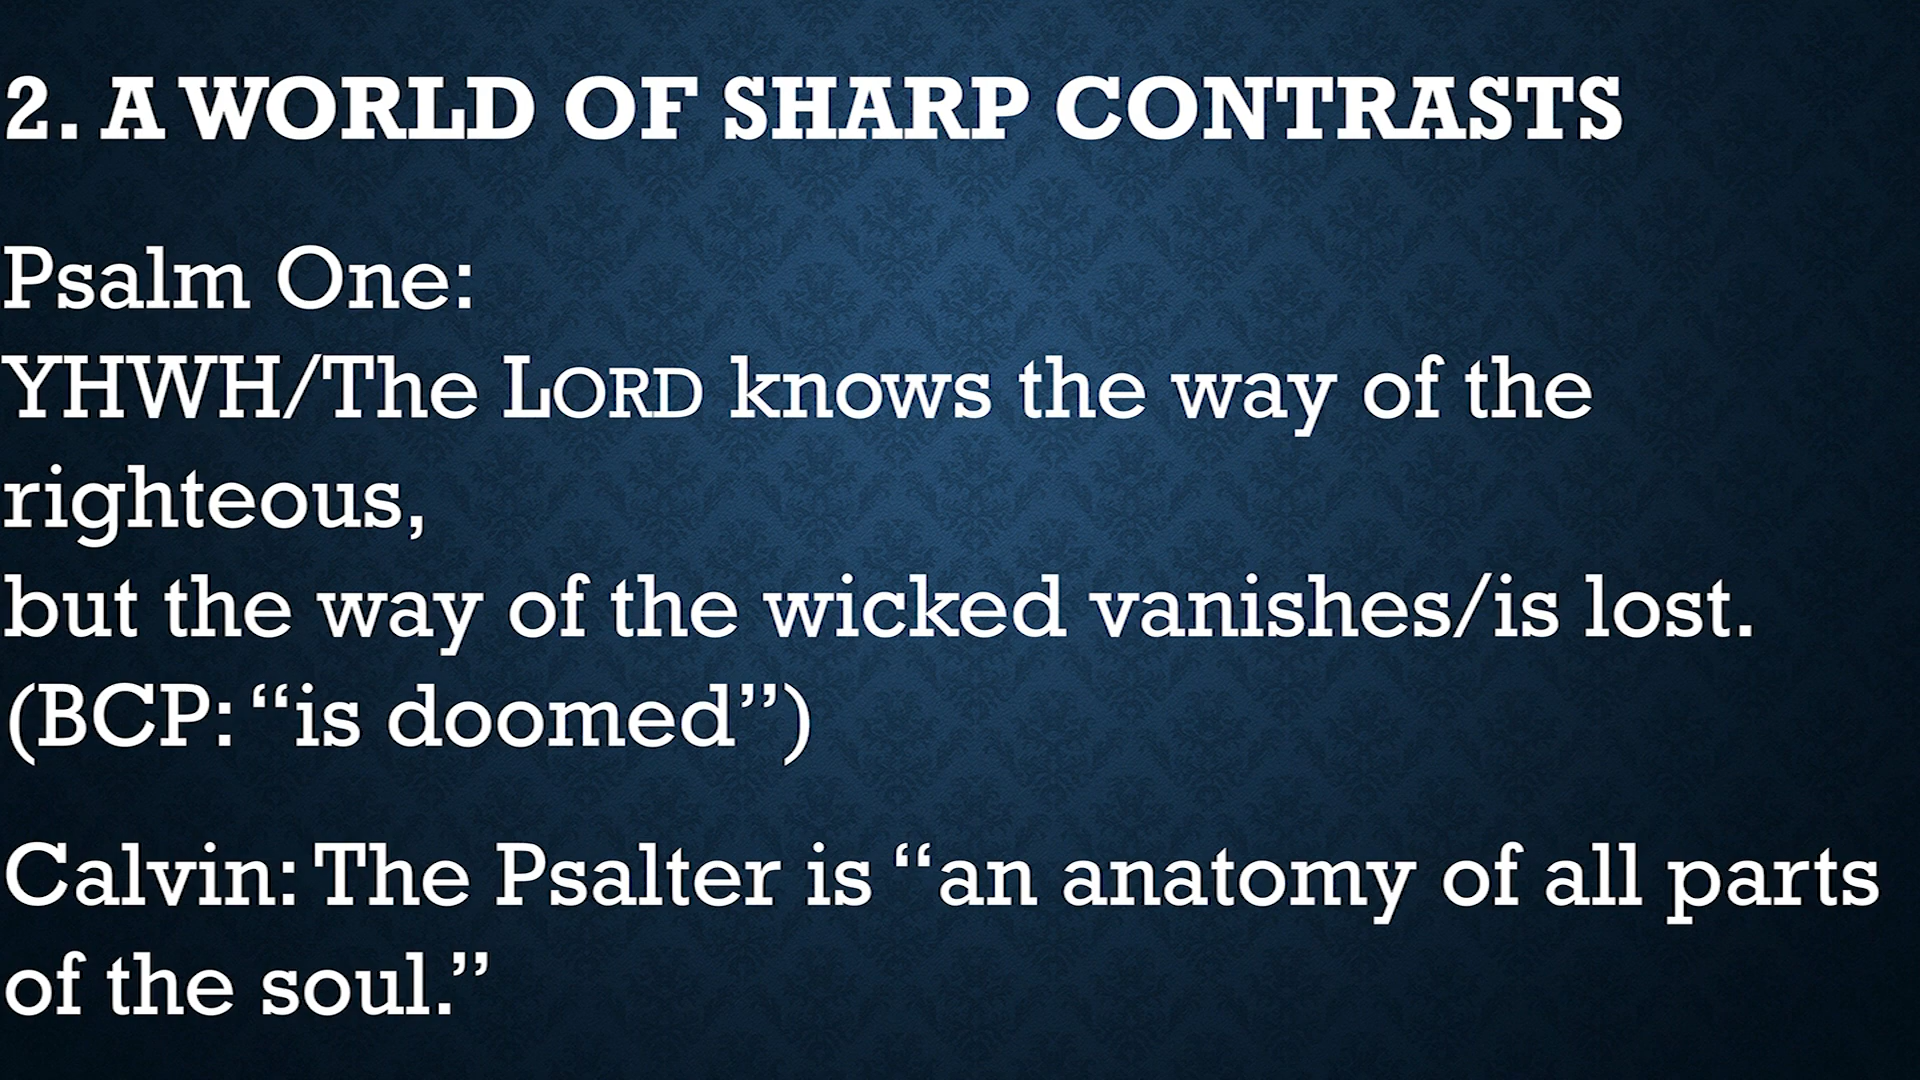 2. A WORLD OF SHARP CONTRASTS
Psalm One:
YHWH/The LORD knows the way of the
righteous,
but the way of the wicked vanishes/is lost.
(BCP: “is doomed”)
Calvin: The Psalter is “an anatomy of all parts
of the soul.”